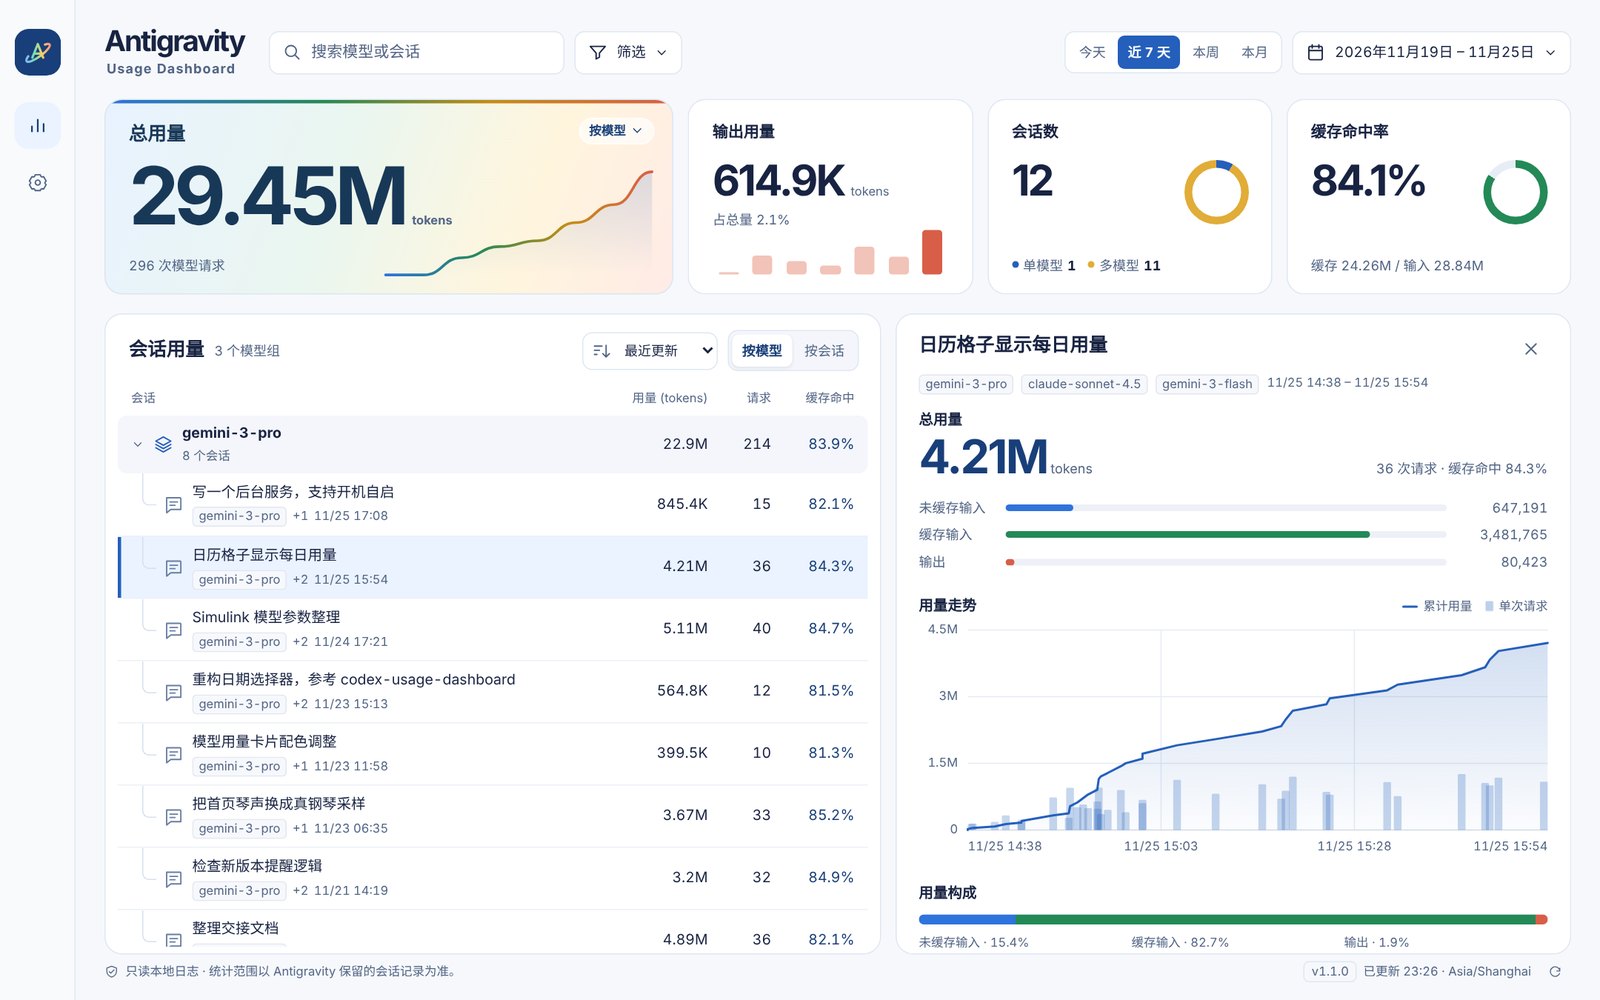 Antigravity
Usage Dashboard
搜索模型或会话
筛选
今天
近 7 天
本周
本月
2026年11月19日 – 11月25日
总用量
按模型
29.45M tokens
296 次模型请求
输出用量
614.9K tokens
占总量 2.1%
会话数
12
单模型 1
多模型 11
缓存命中率
84.1%
缓存 24.26M / 输入 28.84M
会话用量 3 个模型组
最近更新
按模型
按会话
会话 用量 (tokens) 请求 缓存命中
gemini-3-pro
8 个会话
22.9M 214 83.9%
写一个后台服务，支持开机自启
gemini-3-pro +1 11/25 17:08
845.4K 15 82.1%
日历格子显示每日用量
gemini-3-pro +2 11/25 15:54
4.21M 36 84.3%
Simulink 模型参数整理
gemini-3-pro +2 11/24 17:21
5.11M 40 84.7%
重构日期选择器，参考 codex-usage-dashboard
gemini-3-pro +2 11/23 15:13
564.8K 12 81.5%
模型用量卡片配色调整
gemini-3-pro +1 11/23 11:58
399.5K 10 81.3%
把首页琴声换成真钢琴采样
gemini-3-pro +1 11/23 06:35
3.67M 33 85.2%
检查新版本提醒逻辑
gemini-3-pro +2 11/21 14:19
3.2M 32 84.9%
整理交接文档
4.89M 36 82.1%
日历格子显示每日用量
gemini-3-pro claude-sonnet-4.5 gemini-3-flash 11/25 14:38 – 11/25 15:54
总用量
4.21M tokens
36 次请求 · 缓存命中 84.3%
未缓存输入 647,191
缓存输入 3,481,765
输出 80,423
用量走势
累计用量 单次请求
4.5M
3M
1.5M
0
11/25 14:38 11/25 15:03 11/25 15:28 11/25 15:54
用量构成
未缓存输入 · 15.4% 缓存输入 · 82.7% 输出 · 1.9%
只读本地日志 · 统计范围以 Antigravity 保留的会话记录为准。
v1.1.0 已更新 23:26 · Asia/Shanghai